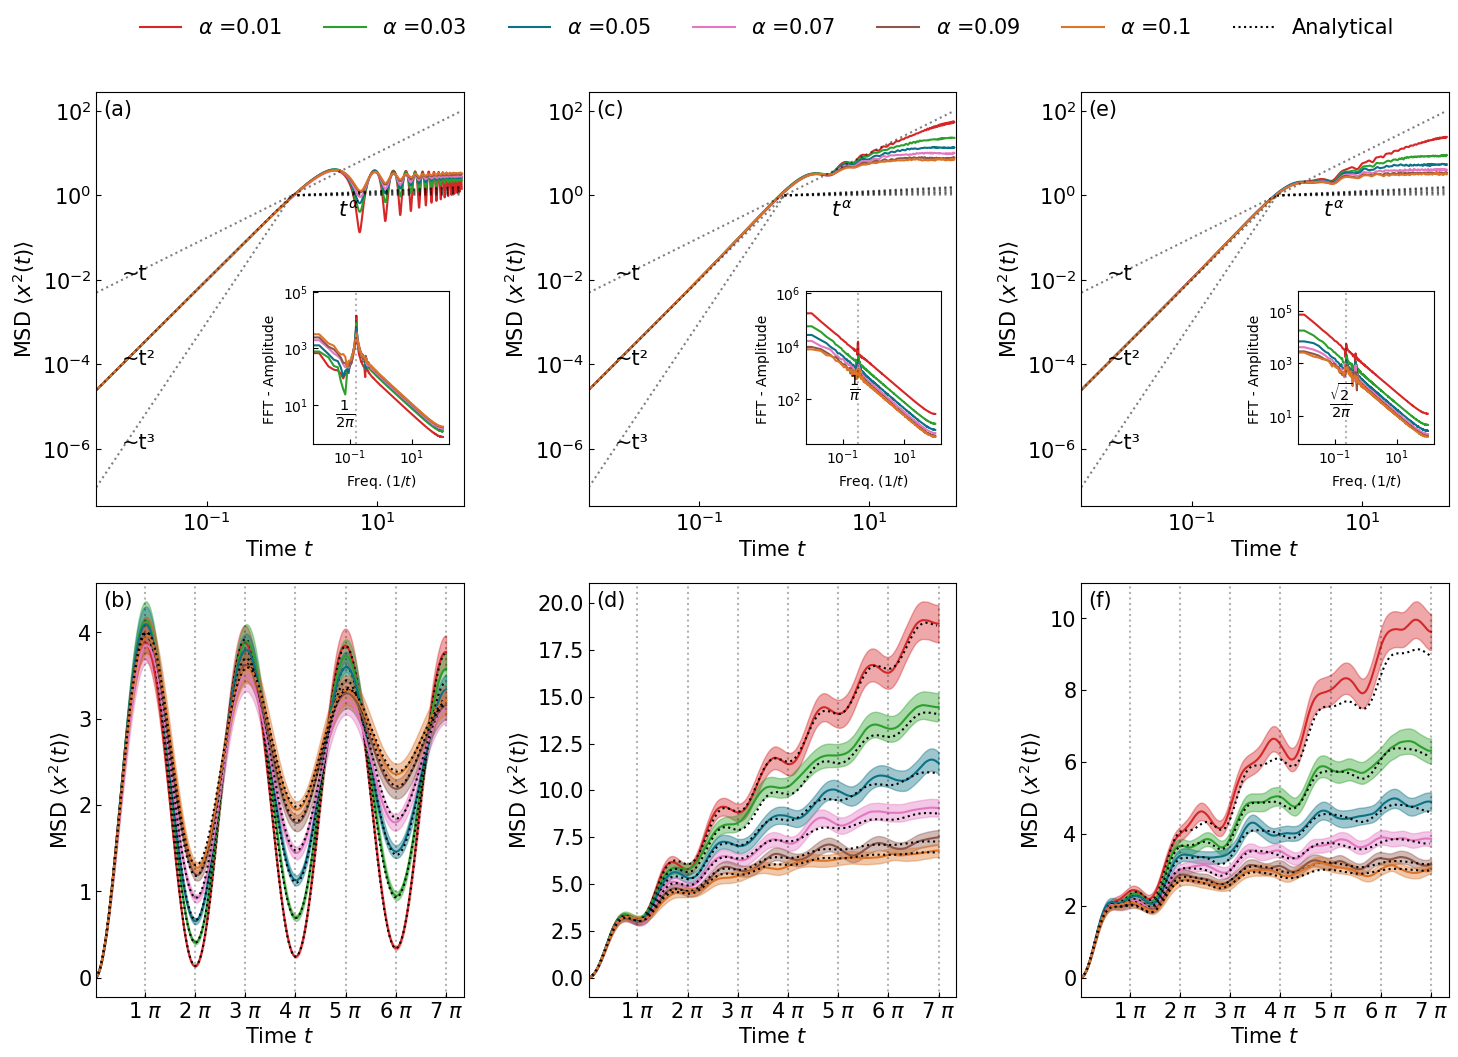 α =0.01 α =0.03 α =0.05 α =0.07 α =0.09 α =0.1 Analytical
(a)
10² 10⁰ 10⁻² 10⁻⁴ 10⁻⁶
MSD ⟨x²(t)⟩
~t
~t²
~t³
t^α
10⁵ 10³ 10¹
FFT - Amplitude
1/2π
10⁻¹ 10¹
Freq. (1/t)
10⁻¹ 10¹
Time t
(c)
10² 10⁰ 10⁻² 10⁻⁴ 10⁻⁶
MSD ⟨x²(t)⟩
~t
~t²
~t³
t^α
10⁶ 10⁴ 10²
FFT - Amplitude
1/π
10⁻¹ 10¹
Freq. (1/t)
10⁻¹ 10¹
Time t
(e)
10² 10⁰ 10⁻² 10⁻⁴ 10⁻⁶
MSD ⟨x²(t)⟩
~t
~t²
~t³
t^α
10⁵ 10³ 10¹
FFT - Amplitude
√2/2π
10⁻¹ 10¹
Freq. (1/t)
10⁻¹ 10¹
Time t
(b)
4 3 2 1 0
MSD ⟨x²(t)⟩
1 π 2 π 3 π 4 π 5 π 6 π 7 π
Time t
(d)
20.0 17.5 15.0 12.5 10.0 7.5 5.0 2.5 0.0
MSD ⟨x²(t)⟩
1 π 2 π 3 π 4 π 5 π 6 π 7 π
Time t
(f)
10 8 6 4 2 0
MSD ⟨x²(t)⟩
1 π 2 π 3 π 4 π 5 π 6 π 7 π
Time t